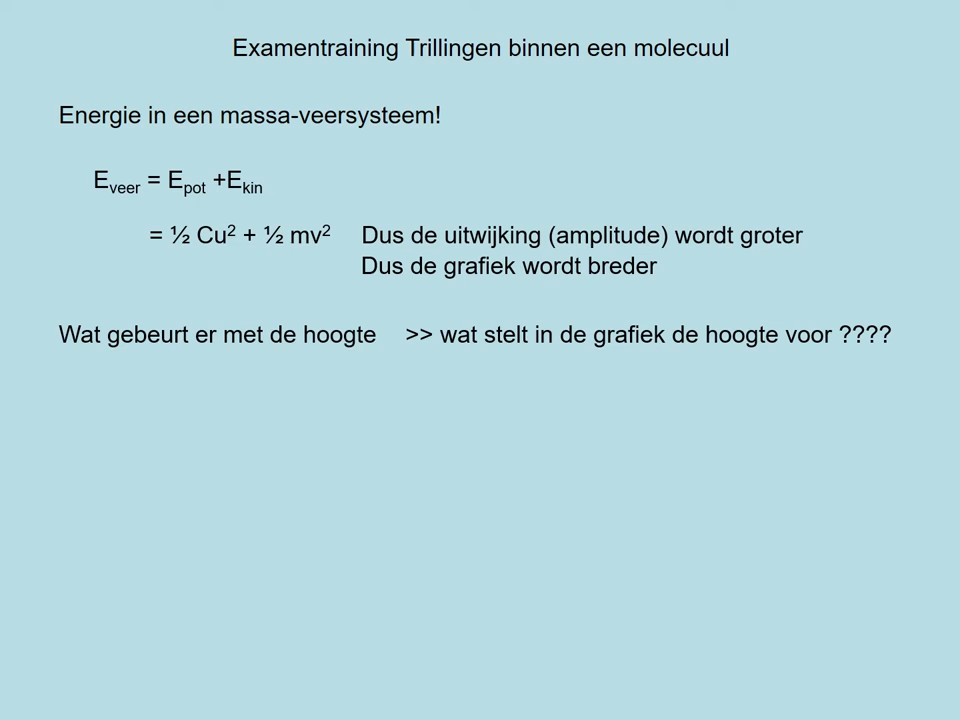 Examentraining Trillingen binnen een molecuul
Energie in een massa-veersysteem!
Eveer = Epot +Ekin
= ½ Cu² + ½ mv² Dus de uitwijking (amplitude) wordt groter
Dus de grafiek wordt breder
Wat gebeurt er met de hoogte >> wat stelt in de grafiek de hoogte voor ????